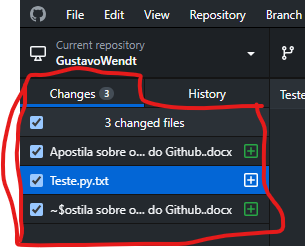 File Edit View Repository Branch
Current repository
GustavoWendt
Changes 3 History
3 changed files
Teste
Apostila sobre o... do Github..docx
Teste.py.txt
~$ostila sobre o... do Github..docx